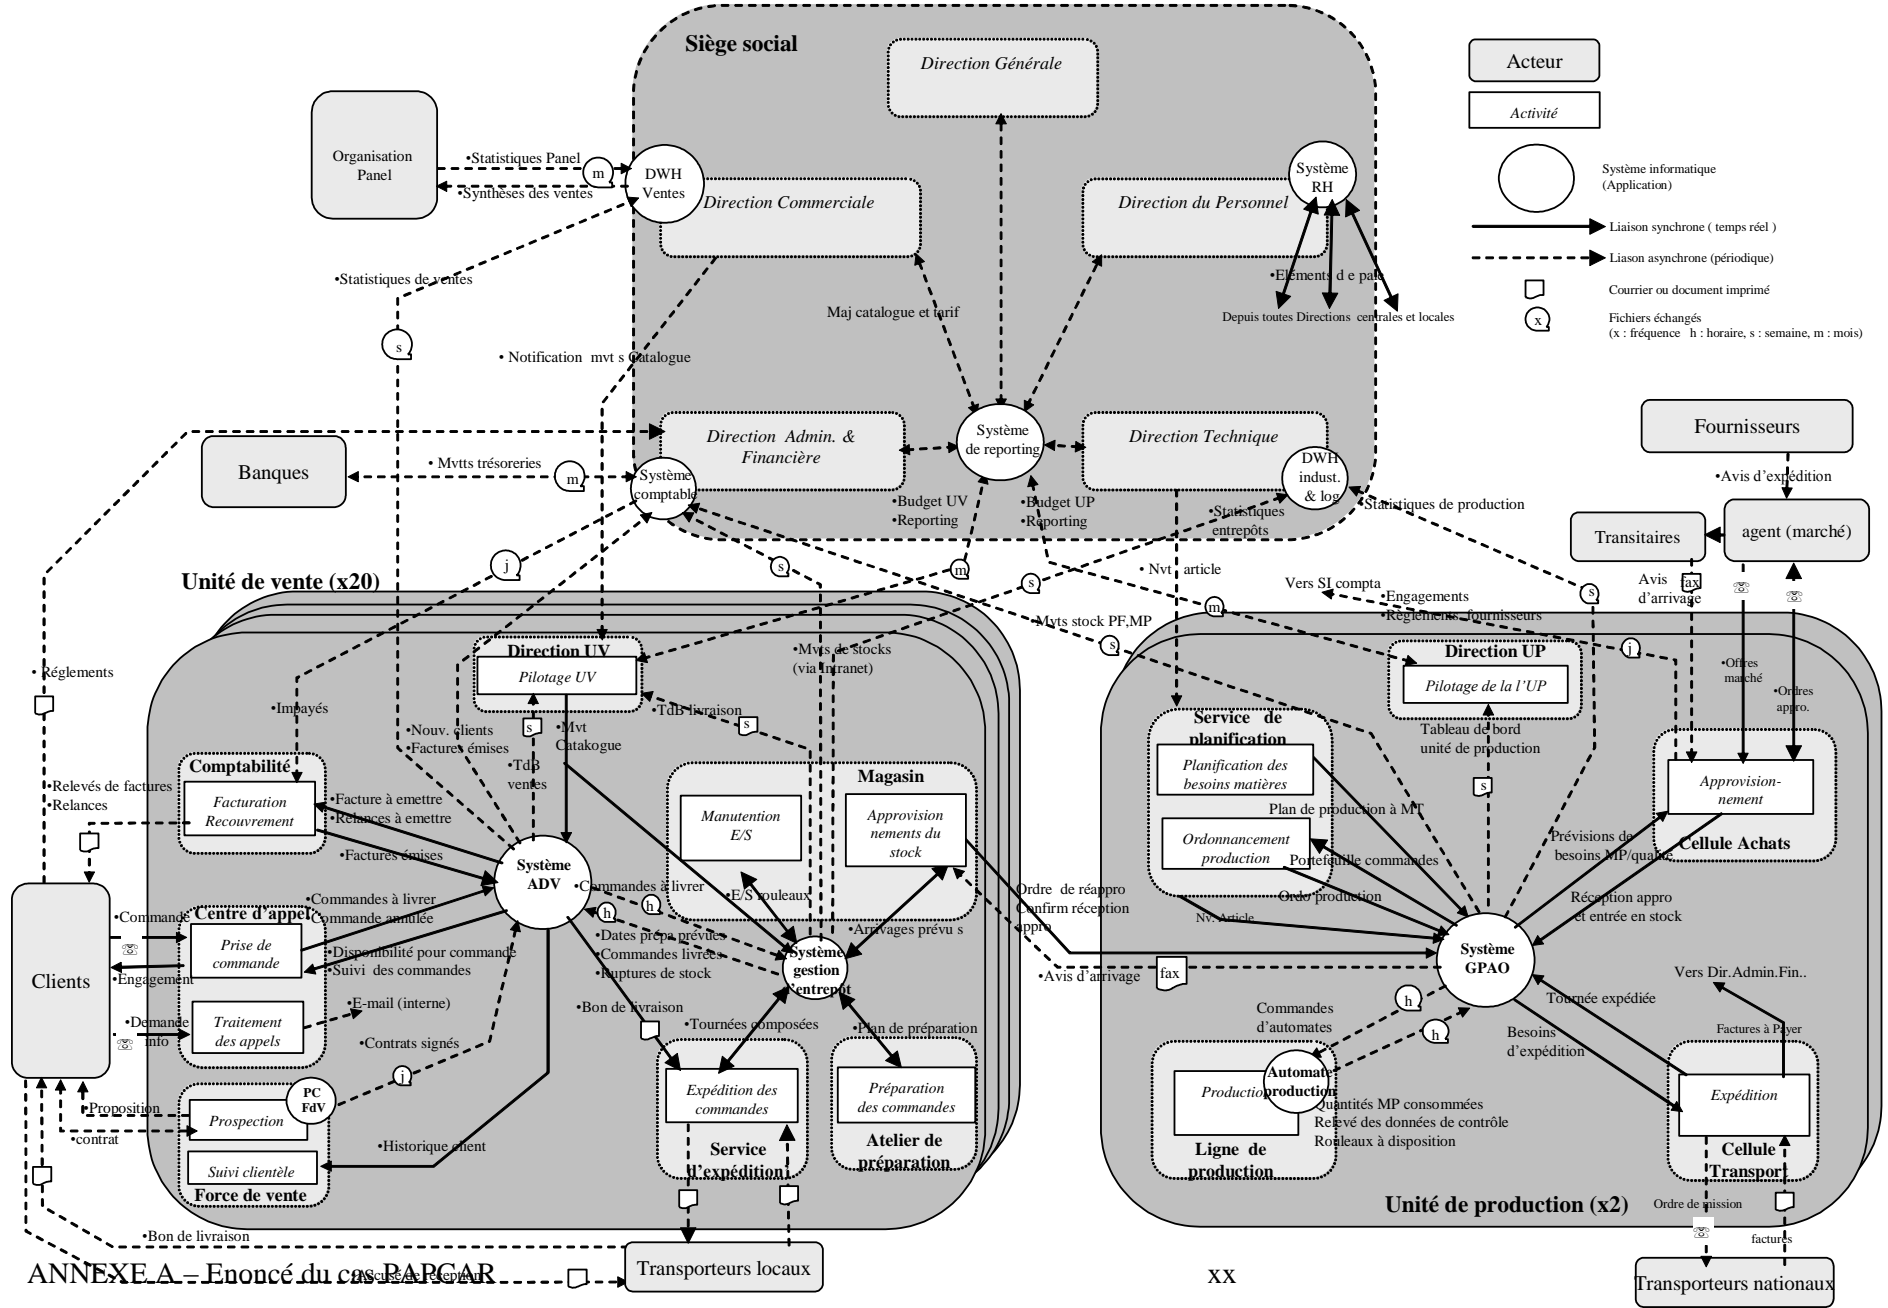 Siège social
Direction Générale
Acteur
Activité
Système informatique
(Application)
Liaison synchrone ( temps réel )
Liason asynchrone (périodique)
Courrier ou document imprimé
x
Fichiers échangés
(x : fréquence h : horaire, s : semaine, m : mois)
Organisation
Panel
•Statistiques Panel
m
•Synthèses des ventes
DWH
Ventes
Direction Commerciale
Système
RH
Direction du Personnel
•Eléments d e paie
Depuis toutes Directions centrales et locales
•Statistiques de ventes
s
Maj catalogue et tarif
• Notification mvt s Catalogue
Banques
• Mvtts trésoreries
m
Direction Admin. &
Financière
Système
comptable
Système
de reporting
Direction Technique
DWH
indust.
& log
•Budget UV
•Reporting
•Budget UP
•Reporting
•Statistiques
entrepôts
•Statistiques de production
Fournisseurs
•Avis d’expédition
Transitaires
agent (marché)
j
s
m
s
• Nvt article
Vers SI compta
•Engagements
•Règlements fournisseurs
s
Avis
d’arrivage
fax
☏
☏
m
j
Unité de vente (x20)
•Mvts stock PF,MP
s
• Réglements
Direction UV
Pilotage UV
•Mvts de stocks
(via Intranet)
•Impayés
•TdB livraison
s
s
•Mvt
Catakogue
•Nouv. clients
•Factures émises
•TdB
ventes
Direction UP
Pilotage de la l’UP
Tableau de bord
unité de production
s
•Offres
marché
•Ordres
appro.
Service de
planification
Planification des
besoins matières
Plan de production à MT
Ordonnancement
production
Portefeuille commandes
Ordo production
Nv. Article
Approvision-
nement
Cellule Achats
Prévisions de
besoins MP/qualité
Réception appro
et entrée en stock
Comptabilité
Facturation
Recouvrement
•Relevés de factures
•Relances
•Facture à emettre
•Relances à emettre
•Factures émises
Magasin
Manutention
E/S
Approvision
nements du
stock
•E/S rouleaux
Système
ADV
•Commandes à livrer
h
h
•Dates prépa prévues
•Commandes livrées
•Ruptures de stock
•Arrivages prévu s
Système
gestion
Ordre de réappro
Confirm réception
appro
•Avis d’arrivage
fax
Système
GPAO
Clients
•Commande
☏
•Engagement
•Demande
info
☏
Centre d’appel
Prise de
commande
Traitement
des appels
•Commandes à livrer
•Commande annulée
•Disponibilité pour commande
•Suivi des commandes
•E-mail (interne)
•Contrats signés
j
•Bon de livraison
•Tournées composées
•Plan de préparation
Commandes
d’automates
h
h
Besoins
d’expédition
Tournée expédiée
Vers Dir.Admin.Fin..
Factures à Payer
•Proposition
•contrat
PC
FdV
Prospection
Suivi clientèle
Force de vente
•Historique client
Expédition des
commandes
Service
d’expédition
Préparation
des commandes
Atelier de
préparation
Production
Automate
production
Quantités MP consommées
Relevé des données de contrôle
Rouleaux à disposition
Ligne de
production
Expédition
Cellule
Transport
Unité de production (x2)
Ordre de mission
☏
factures
•Bon de livraison
Transporteurs locaux
Transporteurs nationaux
ANNEXE A – Enoncé du cas PAPCAR
xx